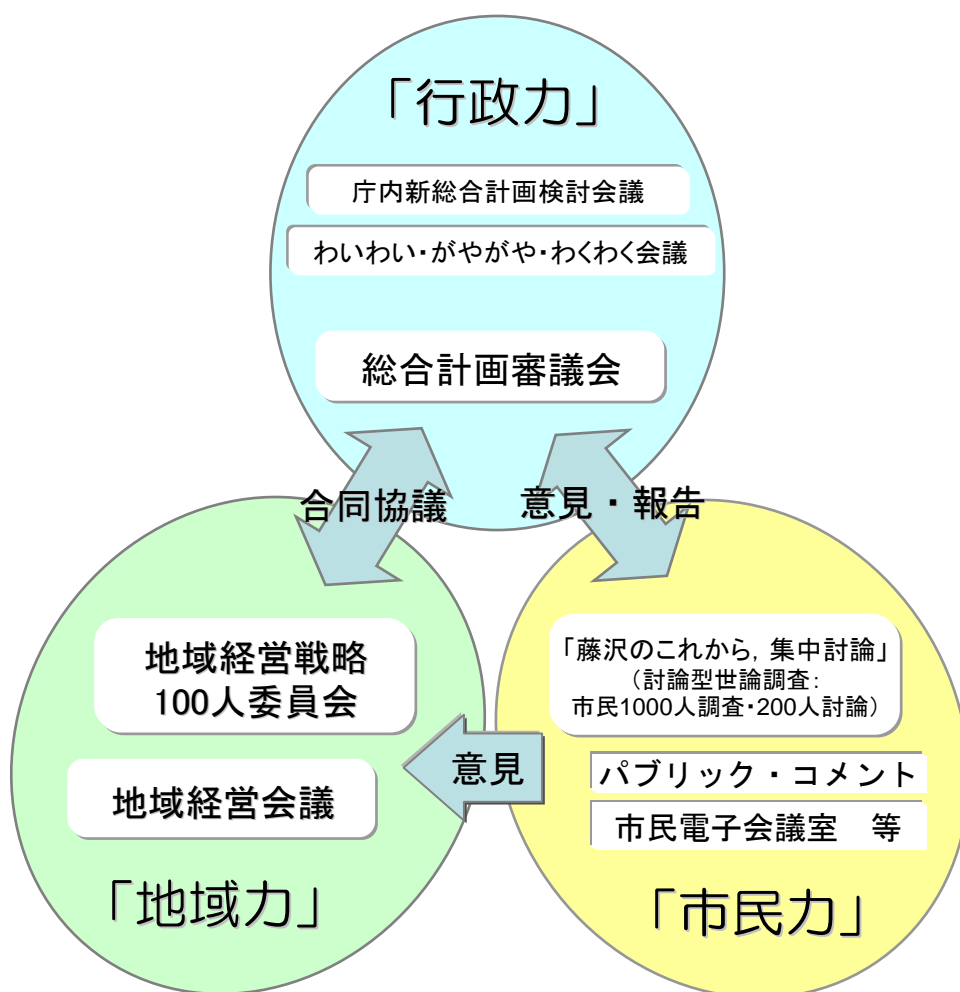 「行政力」
庁内新総合計画検討会議
わいわい・がやがや・わくわく会議
総合計画審議会
合同協議
意見・報告
地域経営戦略
100人委員会
地域経営会議
「地域力」
意見
「藤沢のこれから，集中討論」
（討論型世論調査：
市民1000人調査・200人討論）
パブリック・コメント
市民電子会議室　等
「市民力」